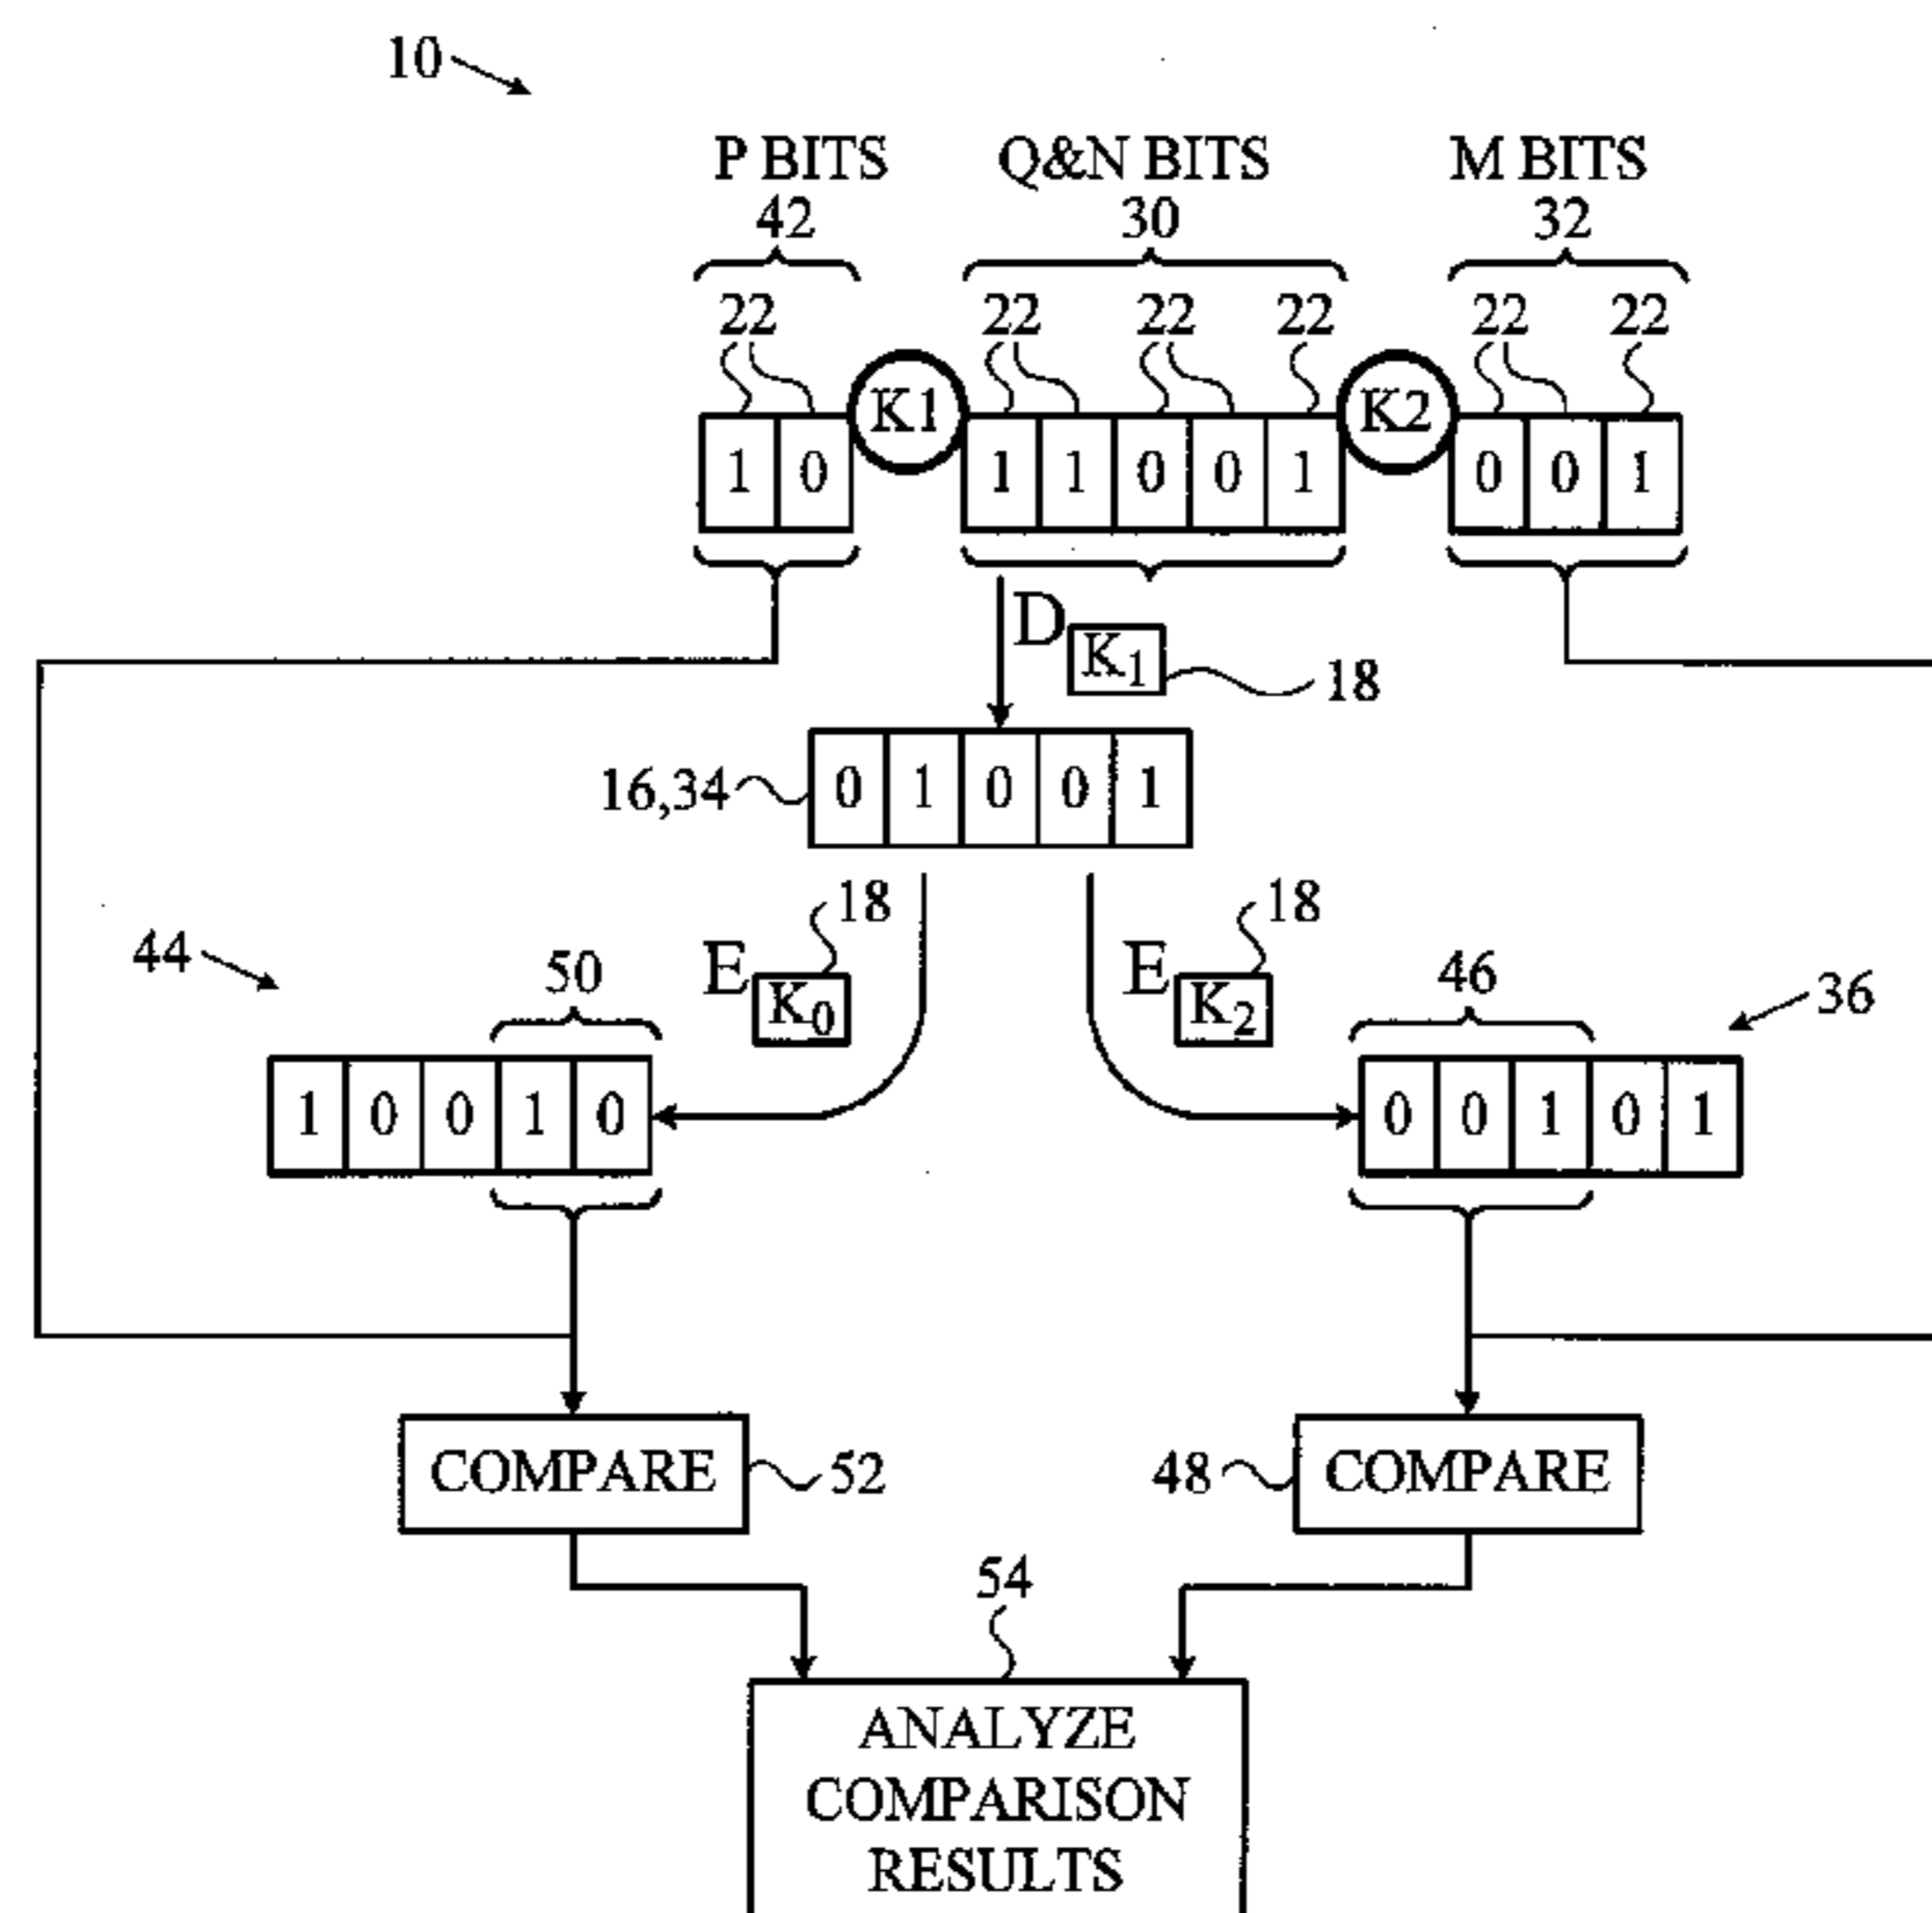 10
P BITS Q&N BITS M BITS
42 30 32
22 22 22 22 22 22
K1 K2
1 0 1 1 0 0 1 0 0 1
D K1
18
16,34 0 1 0 0 1
18 18
44 50 E K0 E K2 46 36
1 0 0 1 0 0 0 1 0 1
COMPARE 52 48 COMPARE
54
ANALYZE
COMPARISON
RESULTS